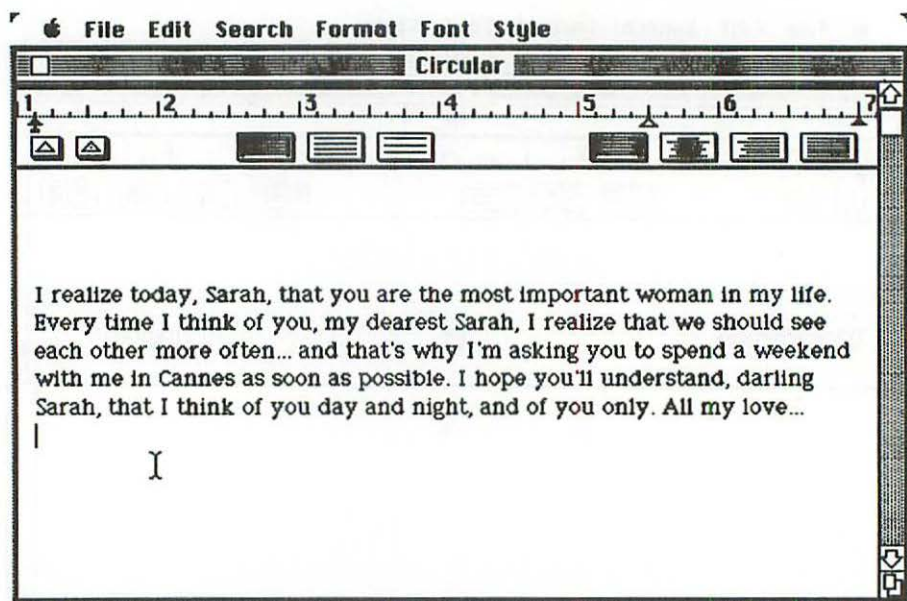 File Edit Search Format Font Style
Circular
1 2 3 4 5 6 7
I realize today, Sarah, that you are the most important woman in my life.
Every time I think of you, my dearest Sarah, I realize that we should see
each other more often... and that's why I'm asking you to spend a weekend
with me in Cannes as soon as possible. I hope you'll understand, darling
Sarah, that I think of you day and night, and of you only. All my love...